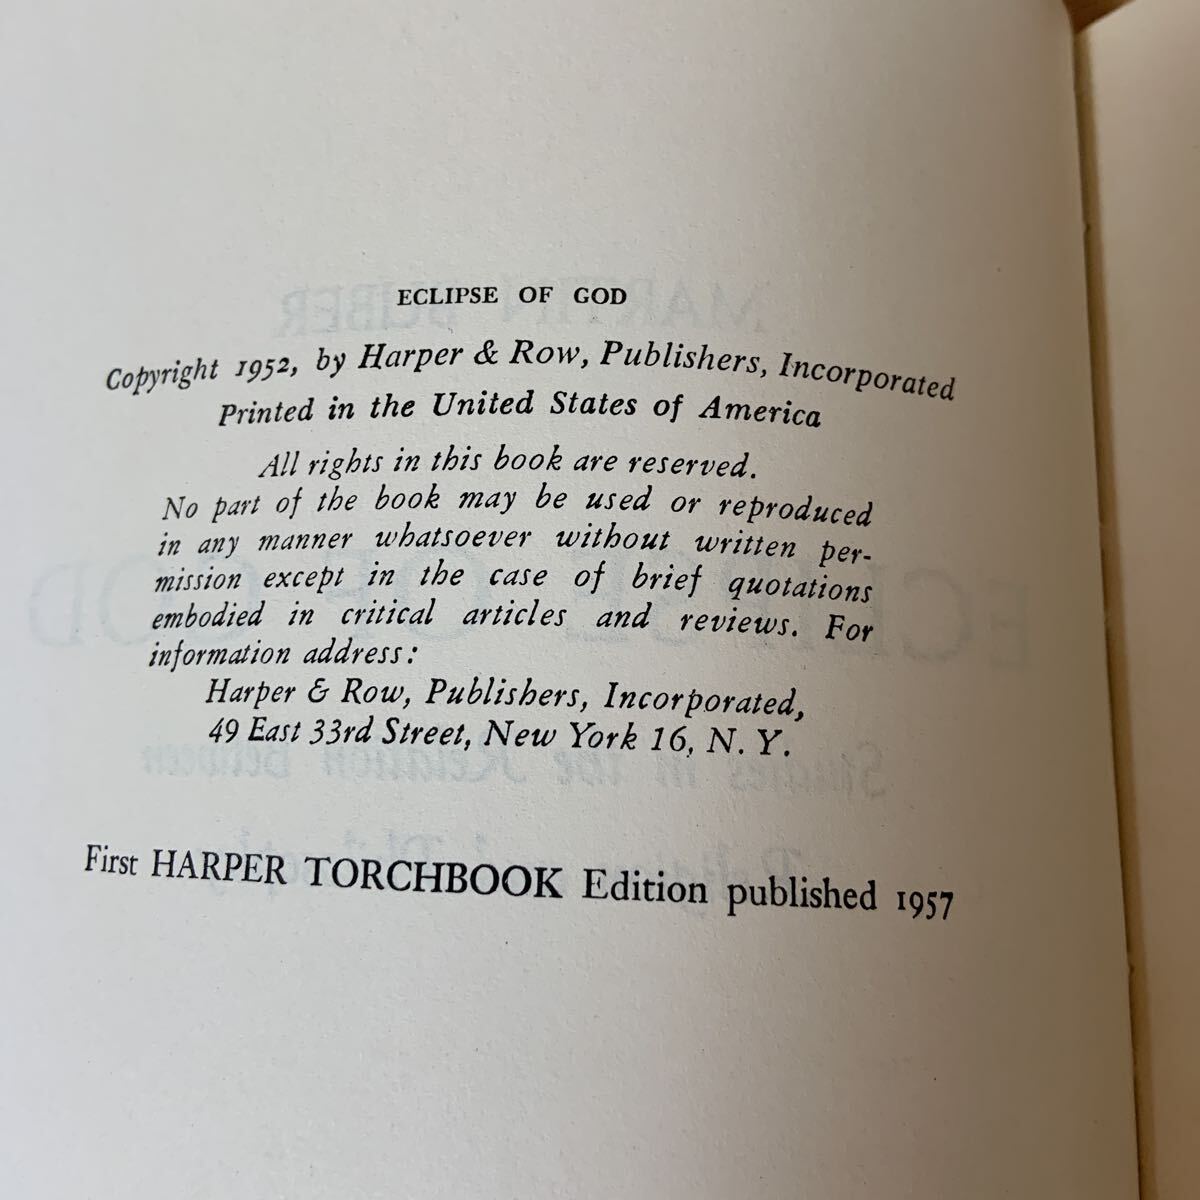 ECLIPSE OF GOD
Copyright 1952, by Harper & Row, Publishers, Incorporated
Printed in the United States of America
All rights in this book are reserved.
No part of the book may be used or reproduced
in any manner whatsoever without written per-
mission except in the case of brief quotations
embodied in critical articles and reviews. For
information address:
Harper & Row, Publishers, Incorporated,
49 East 33rd Street, New York 16, N. Y.
First HARPER TORCHBOOK Edition published 1957